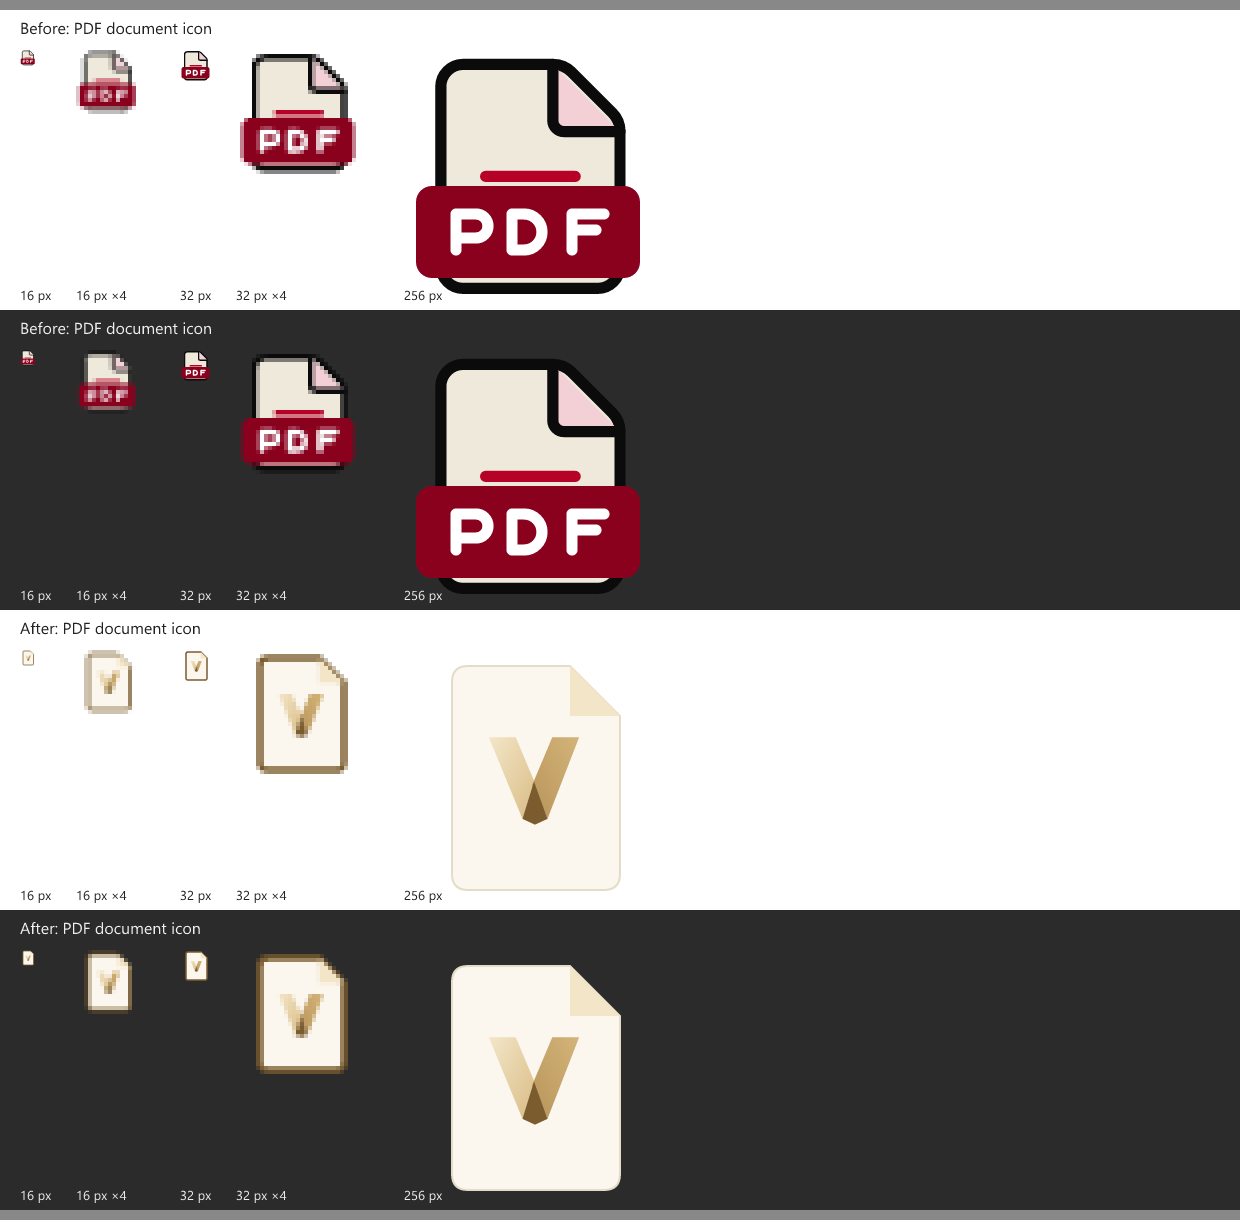 Before: PDF document icon
PDF
PDF
PDF
PDF
PDF
16 px 16 px ×4 32 px 32 px ×4 256 px
Before: PDF document icon
PDF
PDF
PDF
PDF
PDF
16 px 16 px ×4 32 px 32 px ×4 256 px
After: PDF document icon
V
V
V
V
V
16 px 16 px ×4 32 px 32 px ×4 256 px
After: PDF document icon
V
V
V
V
V
16 px 16 px ×4 32 px 32 px ×4 256 px